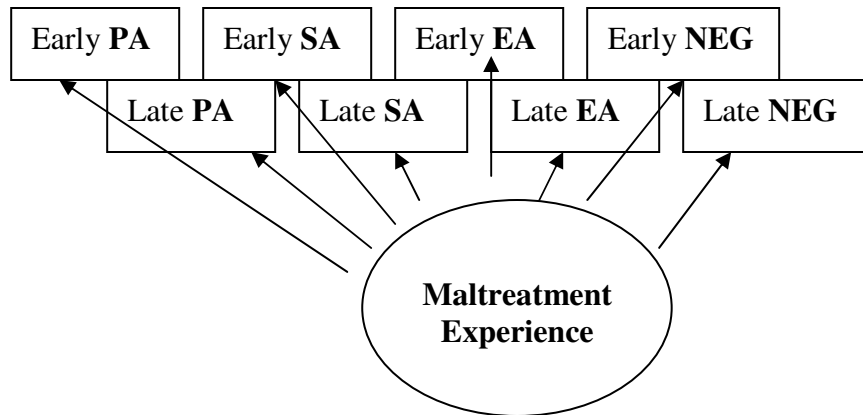 Early PA
Early SA
Early EA
Early NEG
Late PA
Late SA
Late EA
Late NEG
Maltreatment
Experience